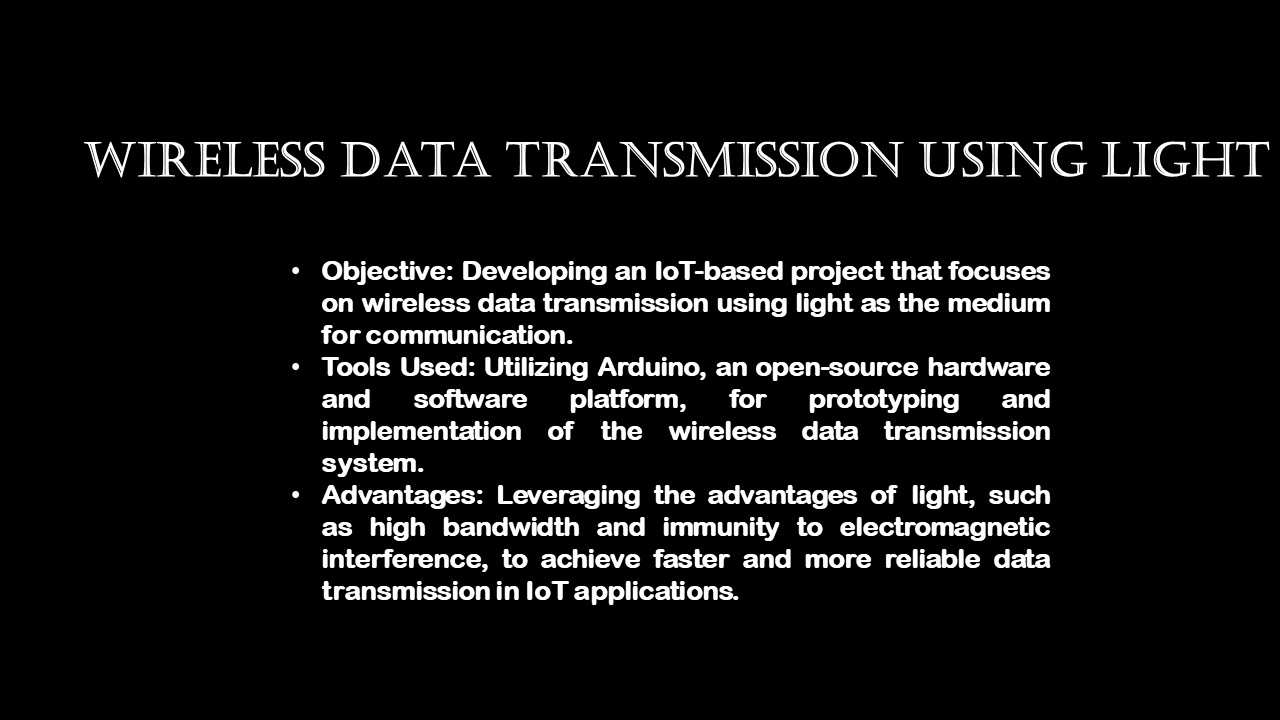 WIRELESS DATA TRANSMISSION USING LIGHT
• Objective: Developing an IoT-based project that focuses
on wireless data transmission using light as the medium
for communication.
• Tools Used: Utilizing Arduino, an open-source hardware
and software platform, for prototyping and
implementation of the wireless data transmission
system.
• Advantages: Leveraging the advantages of light, such
as high bandwidth and immunity to electromagnetic
interference, to achieve faster and more reliable data
transmission in IoT applications.